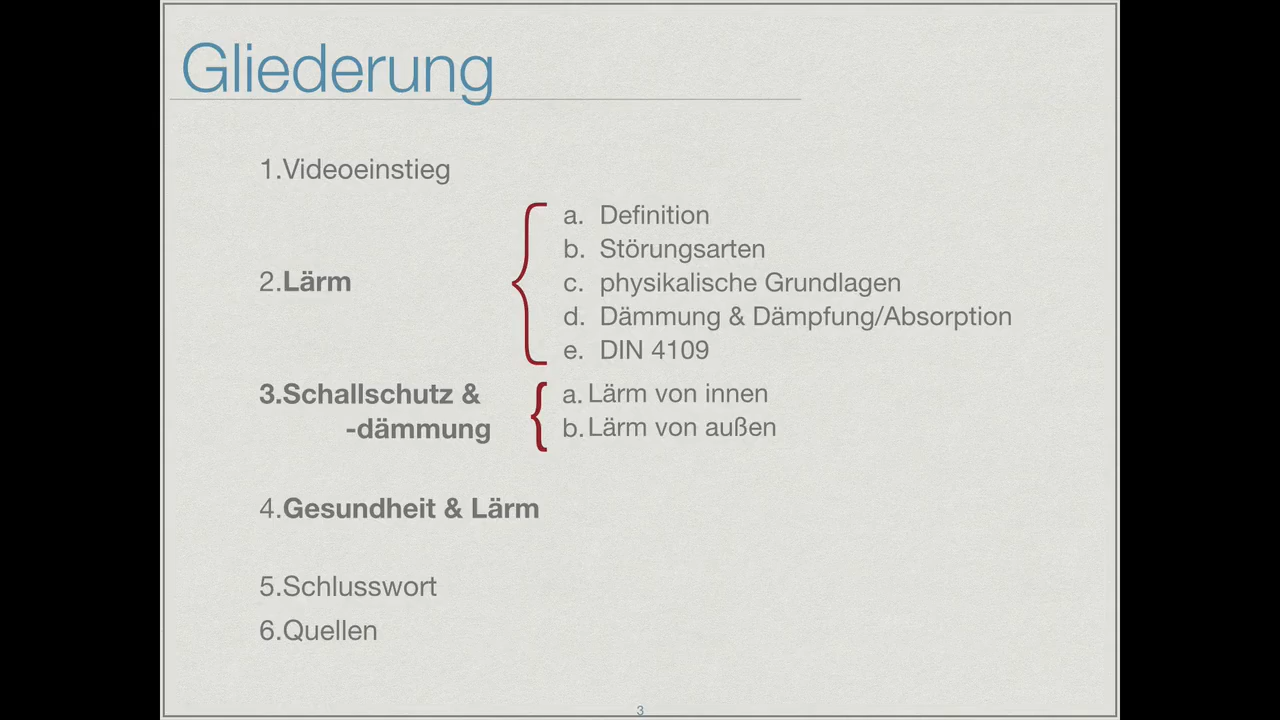 Gliederung
1.Videoeinstieg
2.Lärm
a. Definition
b. Störungsarten
c. physikalische Grundlagen
d. Dämmung & Dämpfung/Absorption
e. DIN 4109
3.Schallschutz &
-dämmung
a. Lärm von innen
b. Lärm von außen
4.Gesundheit & Lärm
5.Schlusswort
6.Quellen
3